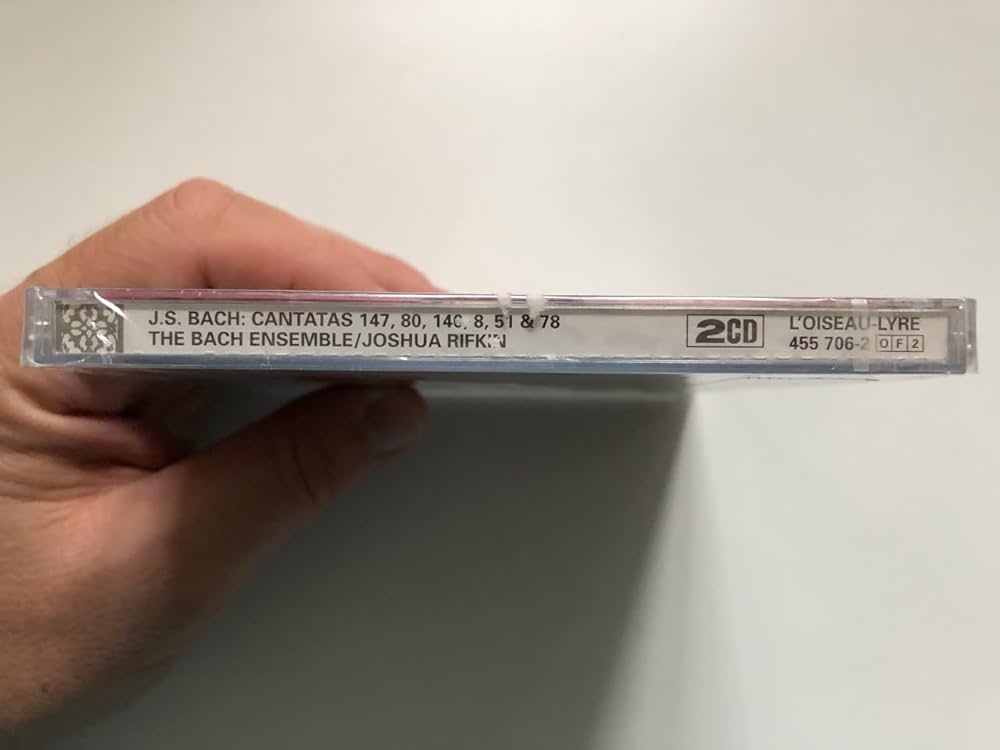 J.S. BACH: CANTATAS 147, 80, 140, 8, 51 & 78
THE BACH ENSEMBLE/JOSHUA RIFKIN
2CD
L'OISEAU-LYRE
455 706-2 OF2